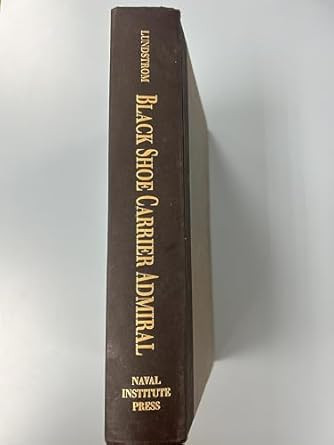 LUNDSTROM
BLACK SHOE CARRIER ADMIRAL
NAVAL
INSTITUTE
PRESS